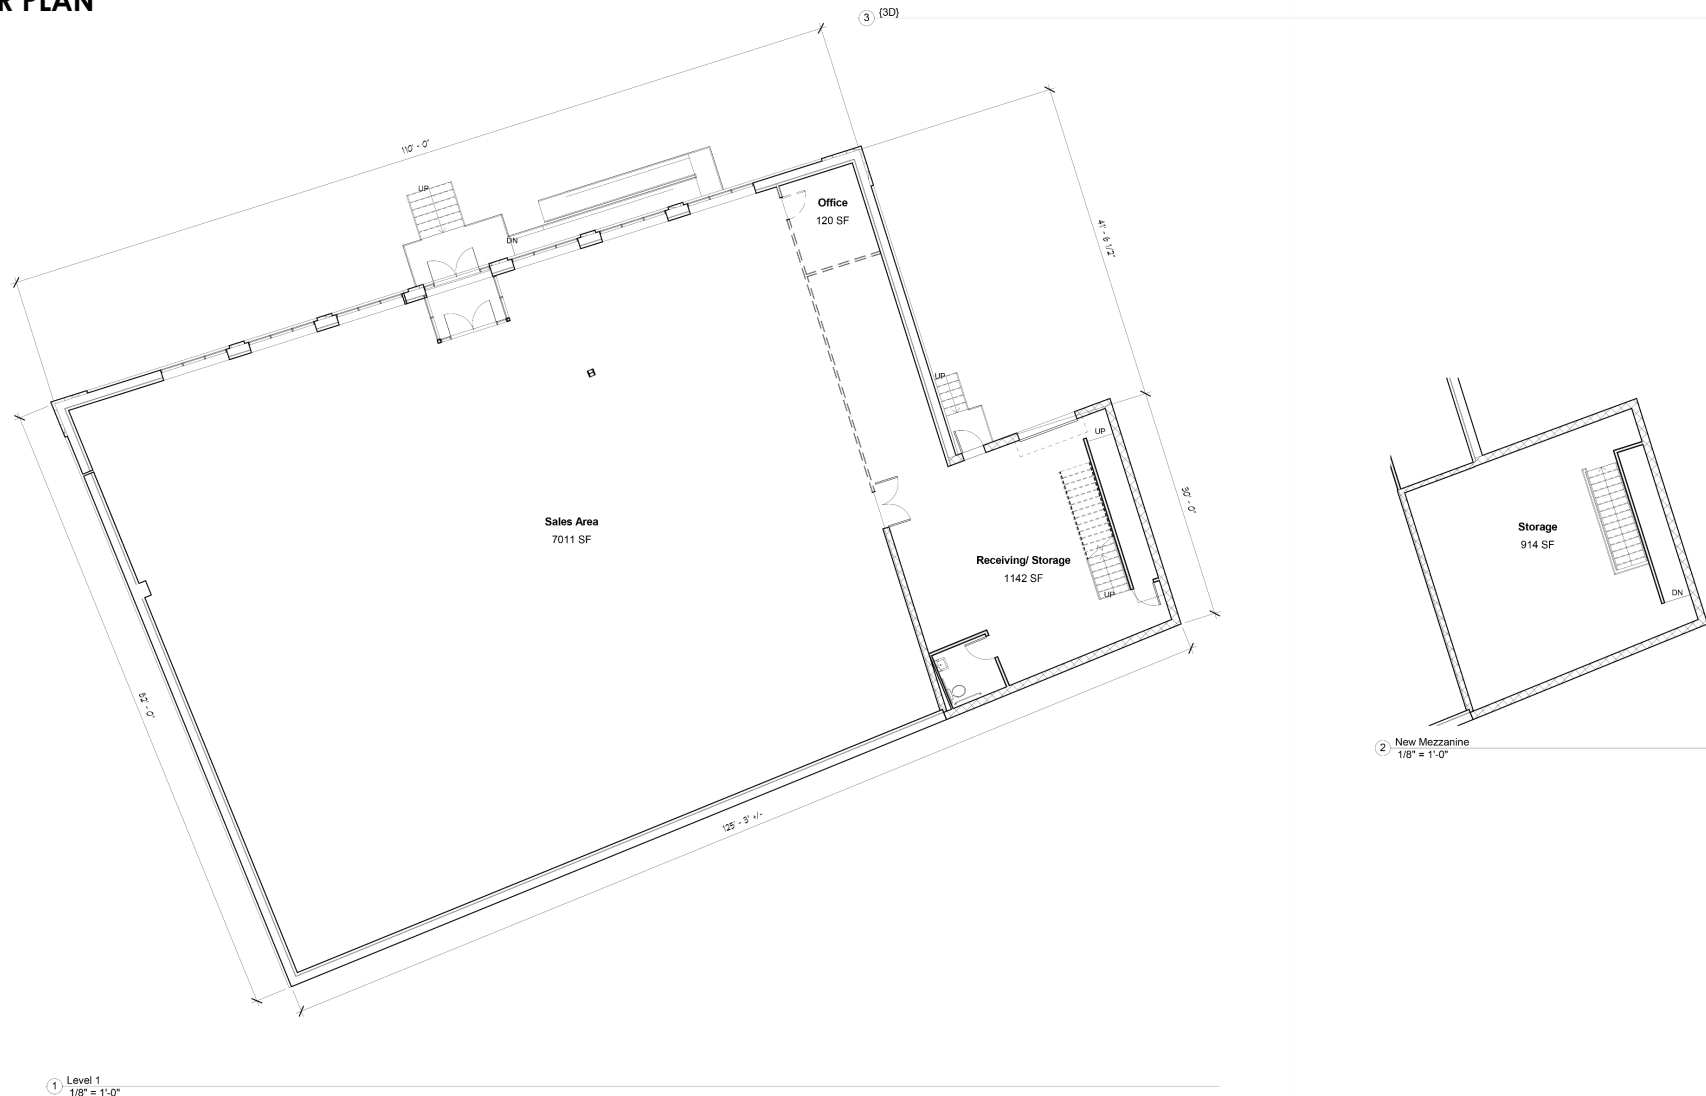 R PLAN
3 {3D}
110' - 0"
UP
DN
Office
120 SF
41' - 6 1/2"
UP
UP
30' - 0"
Sales Area
7011 SF
Receiving/ Storage
1142 SF
UP
82' - 0"
125' - 3" +/-
Storage
914 SF
DN
2 New Mezzanine
1/8" = 1'-0"
1 Level 1
1/8" = 1'-0"